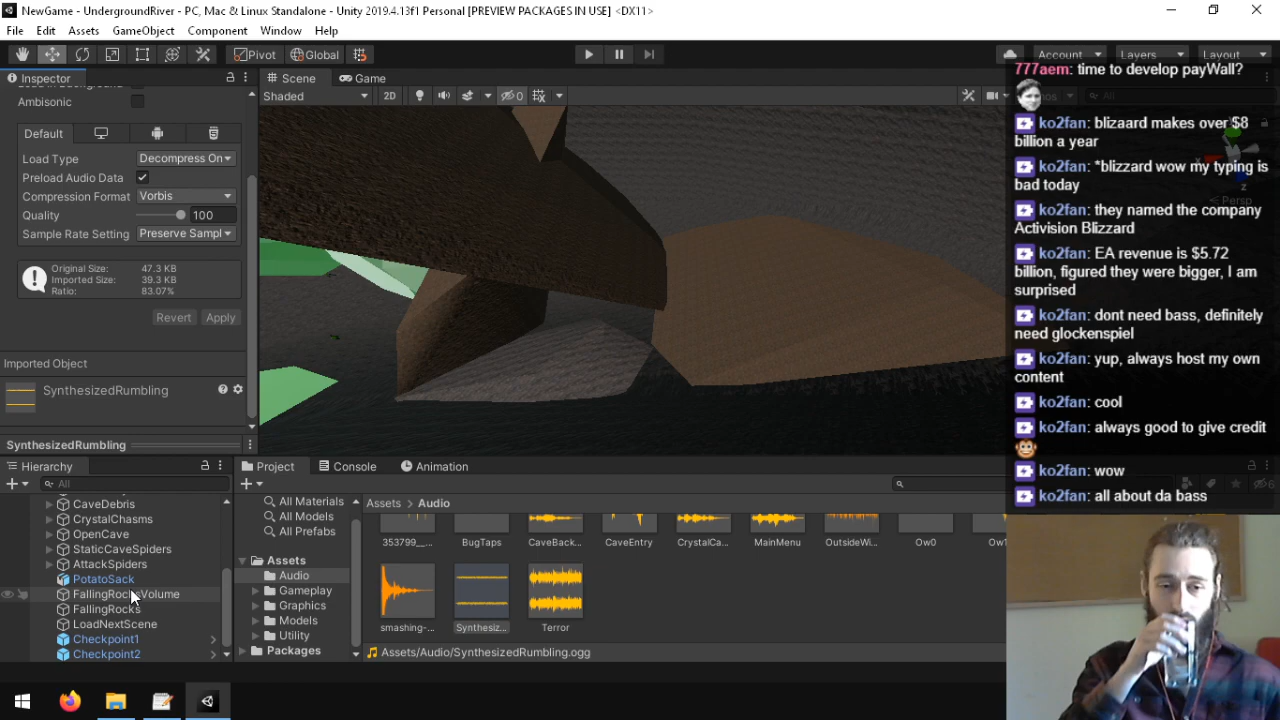 NewGame - UndergroundRiver - PC, Mac & Linux Standalone - Unity 2019.4.13f1 Personal [PREVIEW PACKAGES IN USE] <DX11>
File Edit Assets GameObject Component Window Help
Pivot Global Account Layers Layout
Inspector
Scene Game
Shaded 2D 0
Ambisonic
Default
Load Type Decompress On
Preload Audio Data
Compression Format Vorbis
Quality 100
Sample Rate Setting Preserve Sampl
Original Size: 47.3 KB
Imported Size: 39.3 KB
Ratio: 83.07%
Revert Apply
Imported Object
SynthesizedRumbling
SynthesizedRumbling
Persp
777aem: time to develop payWall?
ko2fan: blizaard makes over $8
billion a year
ko2fan: *blizzard wow my typing is
bad today
ko2fan: they named the company
Activision Blizzard
ko2fan: EA revenue is $5.72
billion, figured they were bigger, I am
surprised
ko2fan: dont need bass, definitely
need glockenspiel
ko2fan: yup, always host my own
content
ko2fan: cool
ko2fan: always good to give credit
ko2fan: wow
ko2fan: all about da bass
Hierarchy
All
CaveDebris
CrystalChasms
OpenCave
StaticCaveSpiders
AttackSpiders
PotatoSack
FallingRocksVolume
FallingRocks
LoadNextScene
Checkpoint1
Checkpoint2
Project Console Animation
All Materials
All Models
All Prefabs
Assets
Audio
Gameplay
Graphics
Models
Utility
Packages
Assets > Audio
353799__... BugTaps CaveBack... CaveEntry CrystalCa... MainMenu OutsideWi... Ow0 Ow1
smashing-... Synthesiz... Terror
Assets/Audio/SynthesizedRumbling.ogg